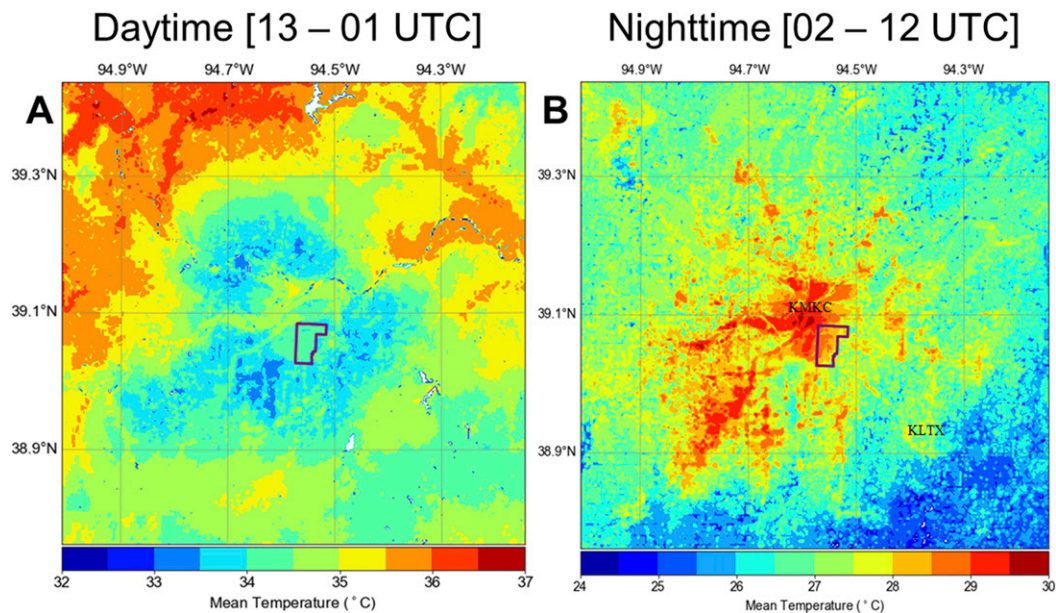 Daytime [13 – 01 UTC]
94.9°W 94.7°W 94.5°W 94.3°W
A
39.3°N
39.1°N
38.9°N
32 33 34 35 36 37
Mean Temperature (°C)
Nighttime [02 – 12 UTC]
94.9°W 94.7°W 94.5°W 94.3°W
B
39.3°N
KMKC
39.1°N
KLTX
38.9°N
24 24 25 26 27 28 29 30
Mean Temperature (°C)